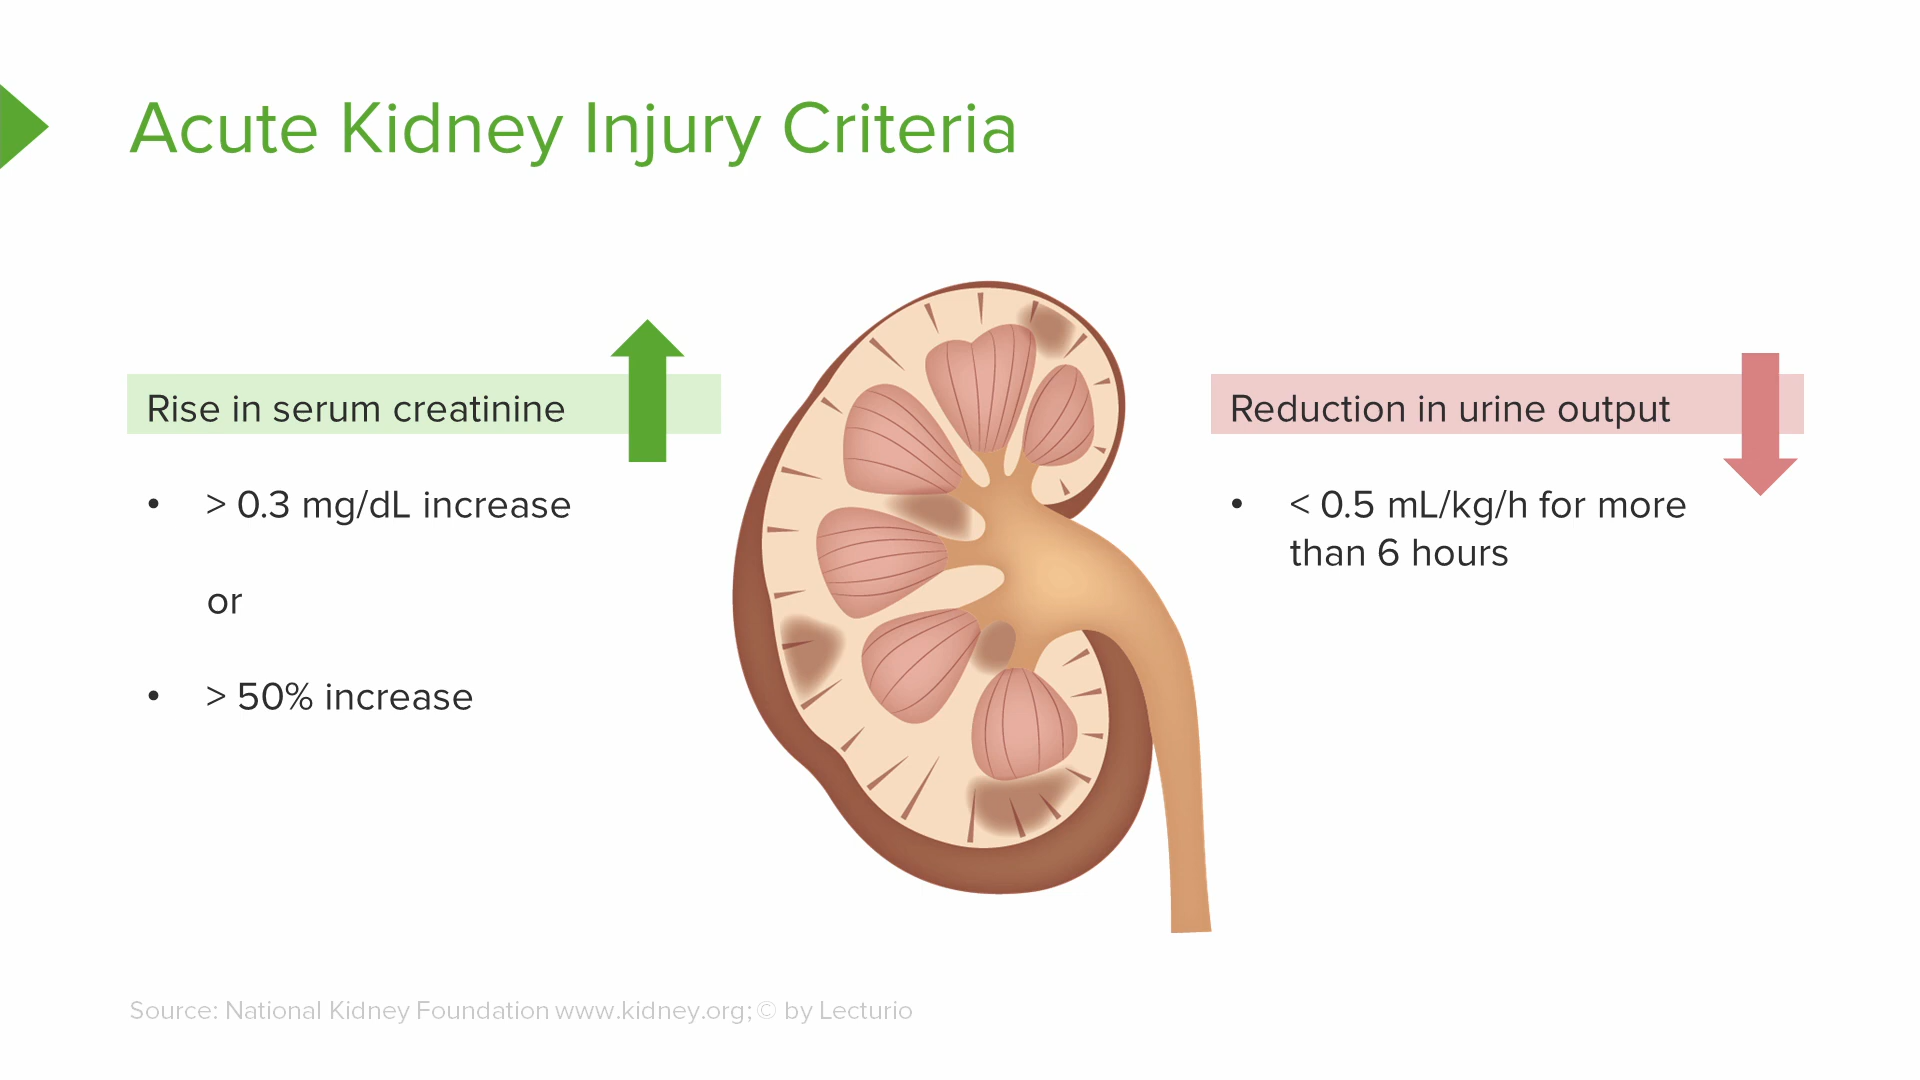 Acute Kidney Injury Criteria
Rise in serum creatinine
• > 0.3 mg/dL increase
or
• > 50% increase
Reduction in urine output
• < 0.5 mL/kg/h for more
than 6 hours
Source: National Kidney Foundation www.kidney.org; © by Lecturio